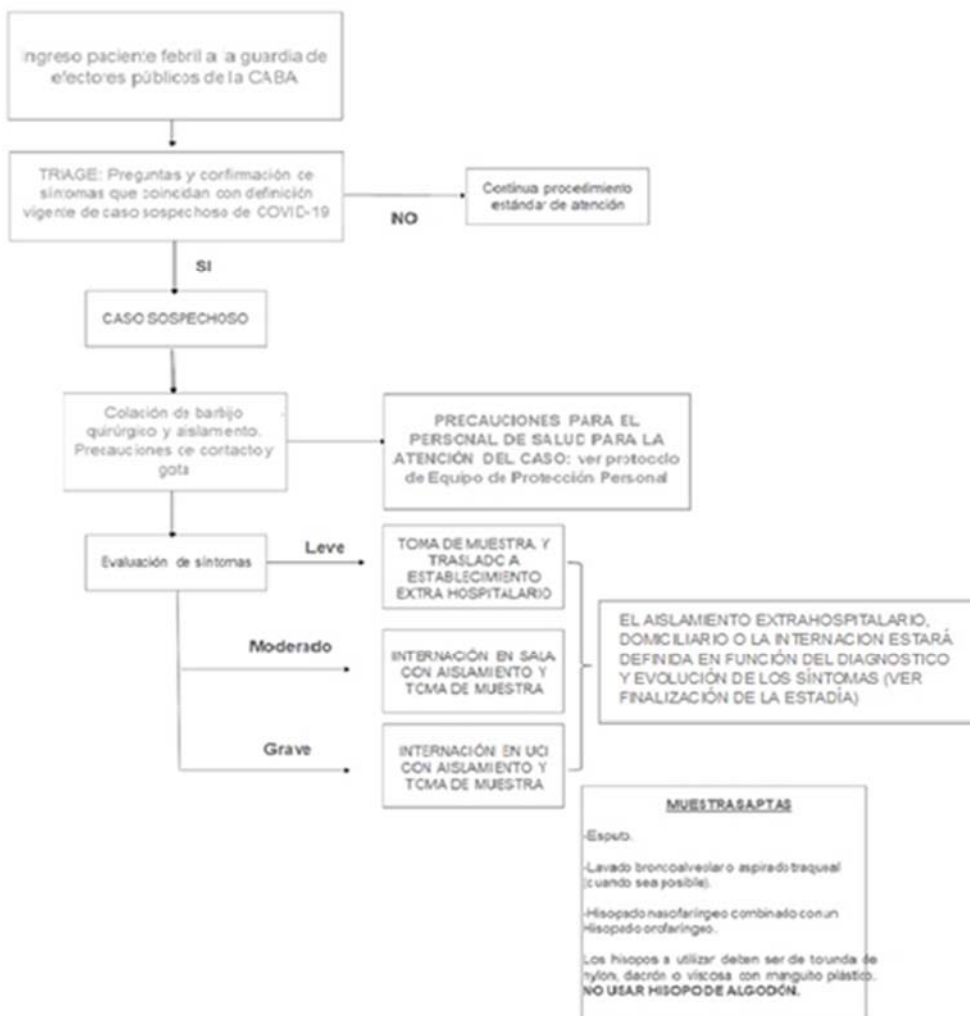 Ingreso paciente febril a la guardia de
efectores públicos de la CABA
TRIAGE: Preguntas y confirmación de
síntomas que coincidan con definición
vigente de caso sospechoso de COVID-19
NO
Continua procedimiento
estándar de atención
SI
CASO SOSPECHOSO
Colación de barbijo
quirúrgico y aislamiento.
Precauciones de contacto y
gota
PRECAUCIONES PARA EL
PERSONAL DE SALUD PARA LA
ATENCIÓN DEL CASO: ver protocolo
de Equipo de Protección Personal
Evaluación de síntomas
Leve
TOMA DE MUESTRA Y
TRASLADO A
ESTABLECIMIENTO
EXTRA HOSPITALARIO
Moderado
INTERNACIÓN EN SALA
CON AISLAMIENTO Y
TOMA DE MUESTRA
Grave
INTERNACIÓN EN UCI
CON AISLAMIENTO Y
TOMA DE MUESTRA
EL AISLAMIENTO EXTRAHOSPITALARIO,
DOMICILIARIO O LA INTERNACION ESTARÁ
DEFINIDA EN FUNCIÓN DEL DIAGNOSTICO
Y EVOLUCIÓN DE LOS SÍNTOMAS (VER
FINALIZACIÓN DE LA ESTADÍA)
MUESTRAS APTAS
-Esputo.
-Lavado broncoalveolar o aspirado traqueal
(cuando sea posible).
-Hisopado nasofaríngeo combinado con un
Hisopado orofaríngeo.
Los hisopos a utilizar deben ser de torunda de
nylon, dacrón o viscosa con manguito plástico.
NO USAR HISOPO DE ALGODÓN.